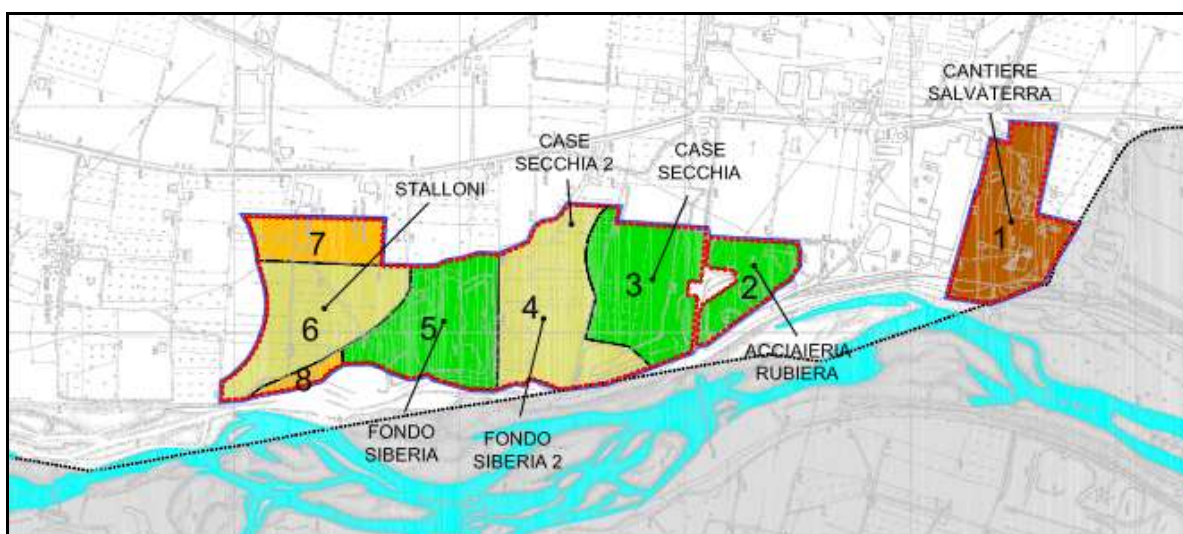 CANTIERE
SALVATERRA
CASE
SECCHIA 2
CASE
SECCHIA
STALLONI
7
6
8
5
4
3
2
1
ACCIAIERIA
RUBIERA
FONDO
SIBERIA
FONDO
SIBERIA 2